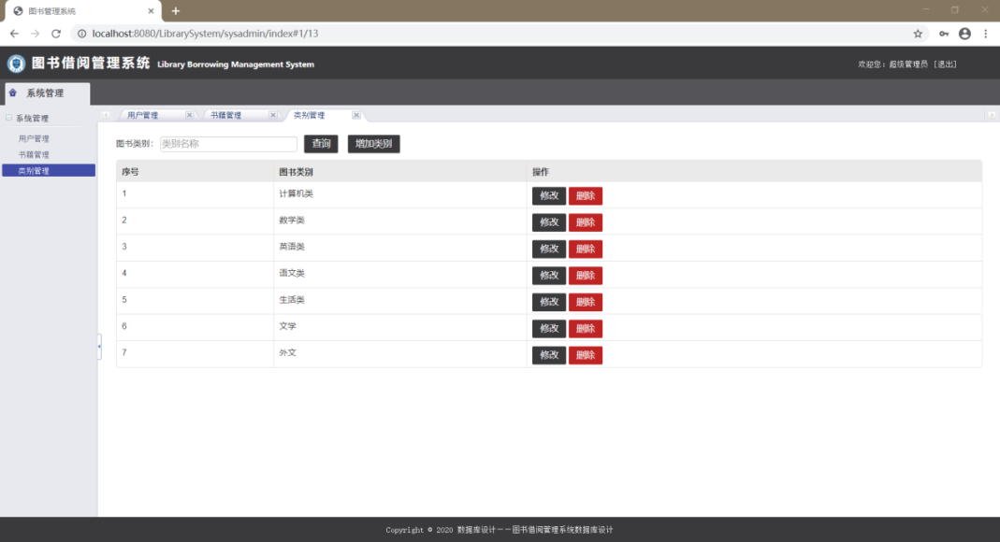 图书管理系统
localhost:8080/LibrarySystem/sysadmin/index#1/13
图书借阅管理系统 Library Borrowing Management System
欢迎您：超级管理员 [退出]
系统管理
系统管理
用户管理
书籍管理
类别管理
用户管理 书籍管理 类别管理
图书类别： 类别名称 查询 增加类别
序号 图书类别 操作
1 计算机类 修改 删除
2 数学类 修改 删除
3 英语类 修改 删除
4 语文类 修改 删除
5 生活类 修改 删除
6 文学 修改 删除
7 外文 修改 删除
Copyright © 2020 数据库设计——图书借阅管理系统数据库设计